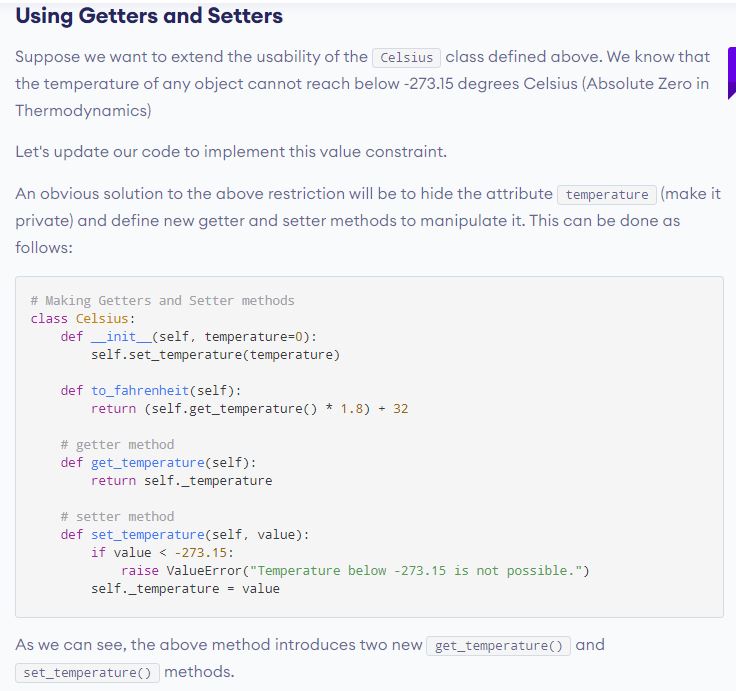 Using Getters and Setters
Suppose we want to extend the usability of the Celsius class defined above. We know that
the temperature of any object cannot reach below -273.15 degrees Celsius (Absolute Zero in
Thermodynamics)
Let's update our code to implement this value constraint.
An obvious solution to the above restriction will be to hide the attribute temperature (make it
private) and define new getter and setter methods to manipulate it. This can be done as
follows:
# Making Getters and Setter methods
class Celsius:
    def __init__(self, temperature=0):
        self.set_temperature(temperature)
    def to_fahrenheit(self):
        return (self.get_temperature() * 1.8) + 32
    # getter method
    def get_temperature(self):
        return self._temperature
    # setter method
    def set_temperature(self, value):
        if value < -273.15:
            raise ValueError("Temperature below -273.15 is not possible.")
        self._temperature = value
As we can see, the above method introduces two new get_temperature() and
set_temperature() methods.